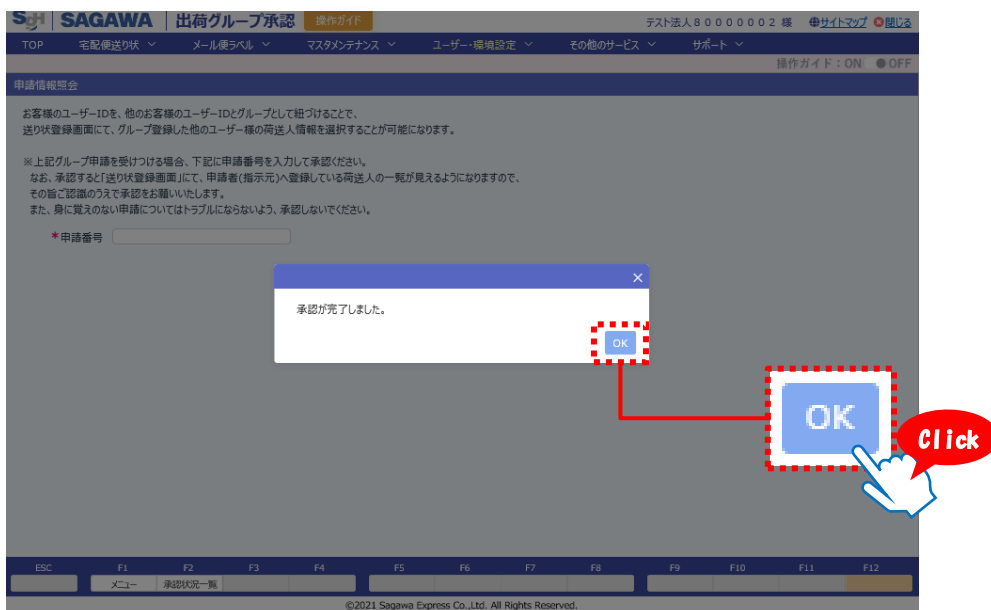 SGH SAGAWA 出荷グループ承認 操作ガイド テスト法人80000002 様 サイトマップ 閉じる
TOP 宅配便送り状 メール便ラベル マスタメンテナンス ユーザー・環境設定 その他のサービス サポート
操作ガイド：ON OFF
申請情報照会
お客様のユーザーIDを、他のお客様のユーザーIDとグループとして紐づけることで、
送り状登録画面にて、グループ登録した他のユーザー様の荷送人情報を選択することが可能になります。
※上記グループ申請を受けつける場合、下記に申請番号を入力して承認ください。
なお、承認すると「送り状登録画面」にて、申請者(指示元)へ登録している荷送人の一覧が見えるようになりますので、
その旨ご認識のうえで承認をお願いいたします。
また、身に覚えのない申請についてはトラブルにならないよう、承認しないでください。
*申請番号
×
承認が完了しました。
OK
OK
Click
ESC F1 F2 F3 F4 F5 F6 F7 F8 F9 F10 F11 F12
メニュー 承認状況一覧
©2021 Sagawa Express Co.,Ltd. All Rights Reserved.